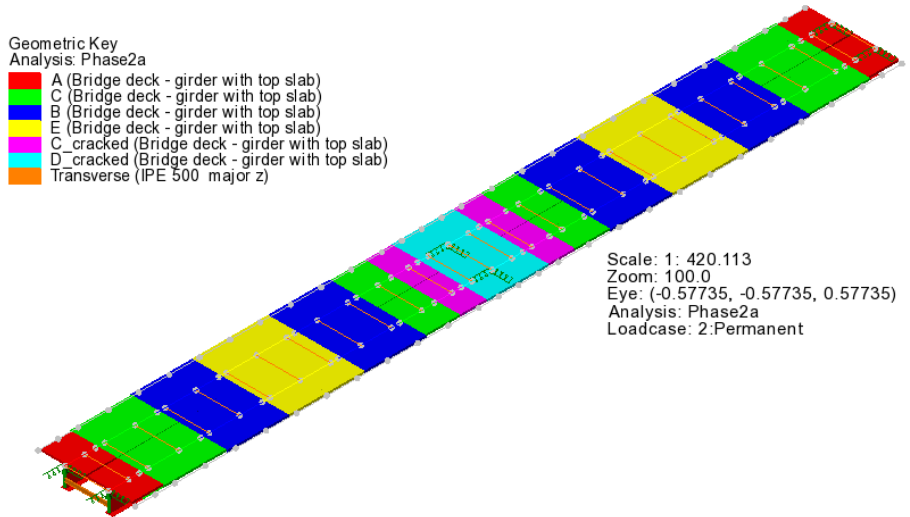 Geometric Key
Analysis: Phase2a
A (Bridge deck - girder with top slab)
C (Bridge deck - girder with top slab)
B (Bridge deck - girder with top slab)
E (Bridge deck - girder with top slab)
C_cracked (Bridge deck - girder with top slab)
D_cracked (Bridge deck - girder with top slab)
Transverse (IPE 500 major z)
Scale: 1: 420.113
Zoom: 100.0
Eye: (-0.57735, -0.57735, 0.57735)
Analysis: Phase2a
Loadcase: 2:Permanent